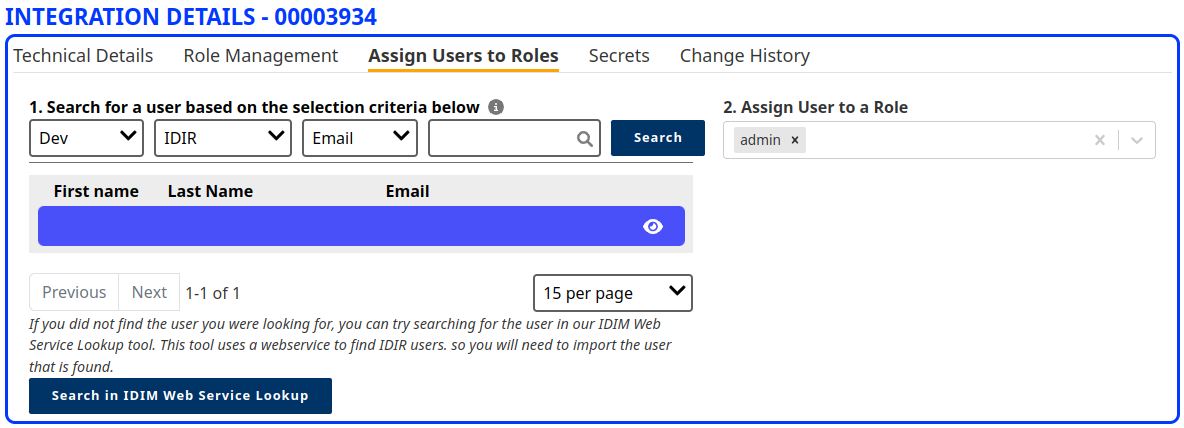 INTEGRATION DETAILS - 00003934
Technical Details Role Management Assign Users to Roles Secrets Change History
1. Search for a user based on the selection criteria below
2. Assign User to a Role
Dev IDIR Email Search
admin ×
First name Last Name Email
Previous Next 1-1 of 1 15 per page
If you did not find the user you were looking for, you can try searching for the user in our IDIM Web
Service Lookup tool. This tool uses a webservice to find IDIR users. so you will need to import the user
that is found.
Search in IDIM Web Service Lookup